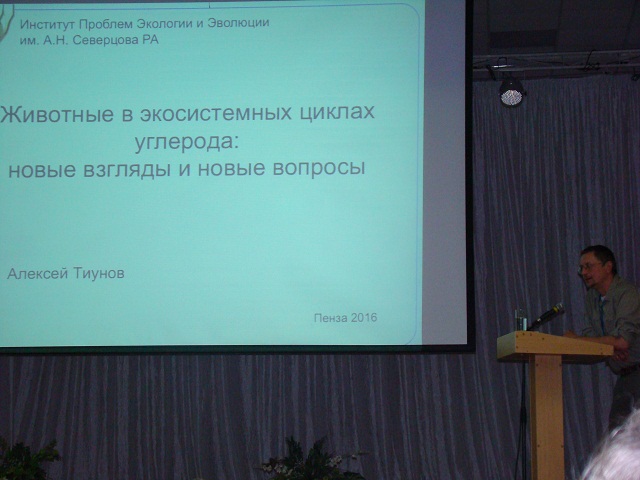 Институт Проблем Экологии и Эволюции
им. А.Н. Северцова РА
Животные в экосистемных циклах
углерода:
новые взгляды и новые вопросы
Алексей Тиунов
Пенза 2016